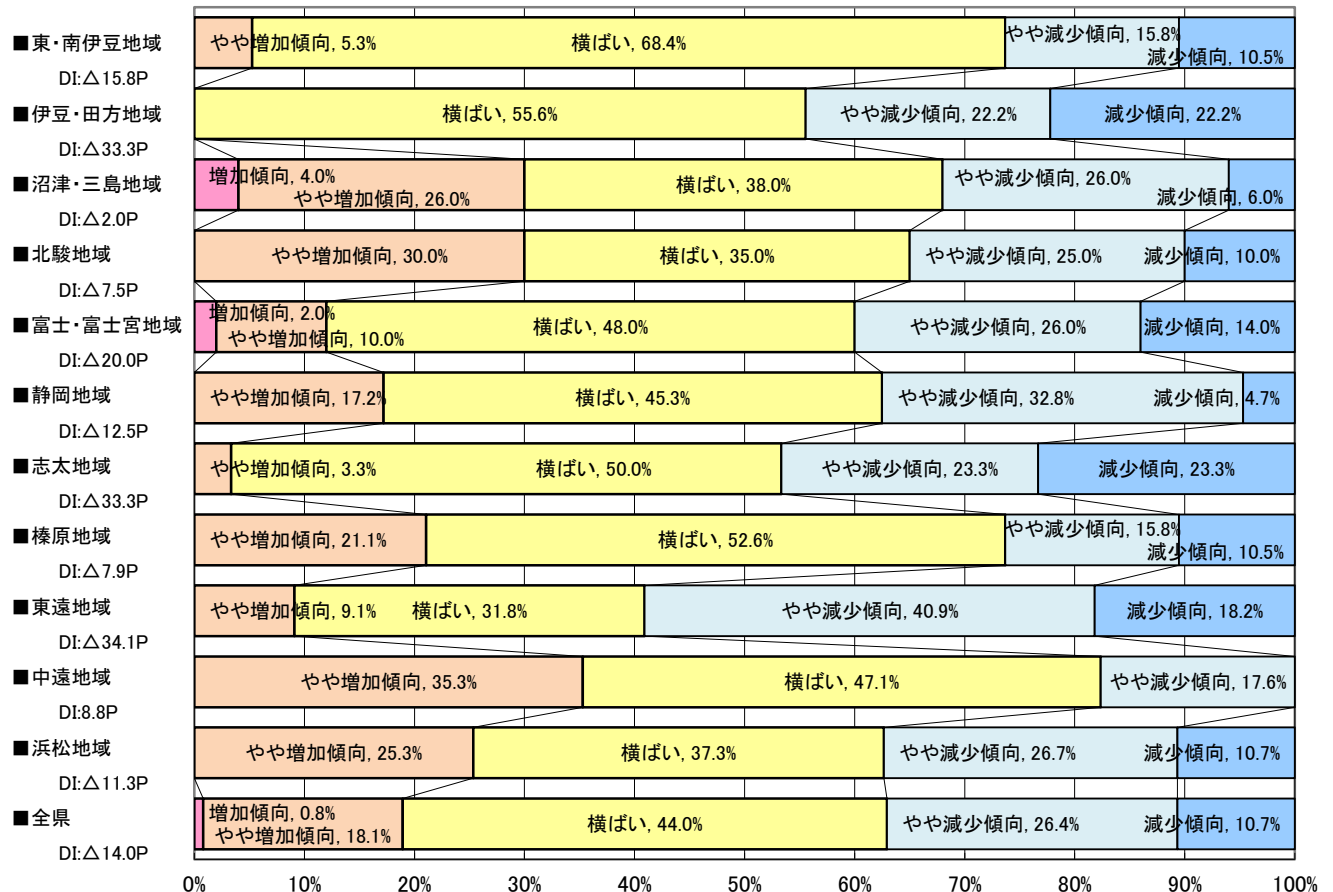 ■東・南伊豆地域
DI:△15.8P
やや増加傾向, 5.3%
横ばい, 68.4%
やや減少傾向, 15.8%
減少傾向, 10.5%
■伊豆・田方地域
DI:△33.3P
横ばい, 55.6%
やや減少傾向, 22.2%
減少傾向, 22.2%
■沼津・三島地域
DI:△2.0P
増加傾向, 4.0%
やや増加傾向, 26.0%
横ばい, 38.0%
やや減少傾向, 26.0%
減少傾向, 6.0%
■北駿地域
DI:△7.5P
やや増加傾向, 30.0%
横ばい, 35.0%
やや減少傾向, 25.0%
減少傾向, 10.0%
■富士・富士宮地域
DI:△20.0P
増加傾向, 2.0%
やや増加傾向, 10.0%
横ばい, 48.0%
やや減少傾向, 26.0%
減少傾向, 14.0%
■静岡地域
DI:△12.5P
やや増加傾向, 17.2%
横ばい, 45.3%
やや減少傾向, 32.8%
減少傾向, 4.7%
■志太地域
DI:△33.3P
やや増加傾向, 3.3%
横ばい, 50.0%
やや減少傾向, 23.3%
減少傾向, 23.3%
■榛原地域
DI:△7.9P
やや増加傾向, 21.1%
横ばい, 52.6%
やや減少傾向, 15.8%
減少傾向, 10.5%
■東遠地域
DI:△34.1P
やや増加傾向, 9.1%
横ばい, 31.8%
やや減少傾向, 40.9%
減少傾向, 18.2%
■中遠地域
DI:8.8P
やや増加傾向, 35.3%
横ばい, 47.1%
やや減少傾向, 17.6%
■浜松地域
DI:△11.3P
やや増加傾向, 25.3%
横ばい, 37.3%
やや減少傾向, 26.7%
減少傾向, 10.7%
■全県
DI:△14.0P
増加傾向, 0.8%
やや増加傾向, 18.1%
横ばい, 44.0%
やや減少傾向, 26.4%
減少傾向, 10.7%
0% 10% 20% 30% 40% 50% 60% 70% 80% 90% 100%